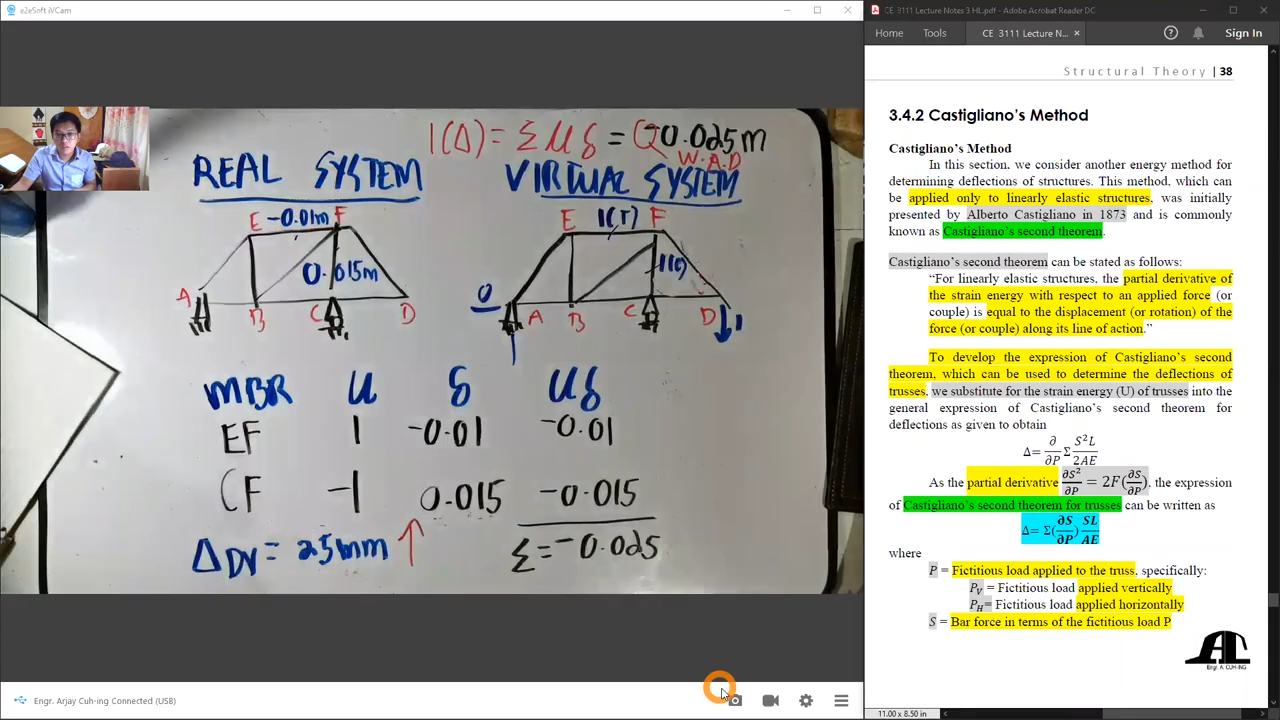 e2eSoft iVCam
1(Δ) = Σuδ = -0.025m
W.A.D
REAL SYSTEM
VIRTUAL SYSTEM
E -0.01m F
E 1(T) F
0.015m
1(C)
A
B
C
D
0
A
B
C
D
1
MBR u δ uδ
EF 1 -0.01 -0.01
CF -1 0.015 -0.015
ΔDV = 25mm ↑
Σ = -0.025
Engr. Arjay Cuh-ing Connected (USB)
CE 3111 Lecture Notes 3 HL.pdf - Adobe Acrobat Reader DC
Home Tools CE 3111 Lecture N... × Sign In
Structural Theory | 38
3.4.2 Castigliano's Method
Castigliano's Method
In this section, we consider another energy method for
determining deflections of structures. This method, which can
be applied only to linearly elastic structures, was initially
presented by Alberto Castigliano in 1873 and is commonly
known as Castigliano's second theorem.
Castigliano's second theorem can be stated as follows:
"For linearly elastic structures, the partial derivative of
the strain energy with respect to an applied force (or
couple) is equal to the displacement (or rotation) of the
force (or couple) along its line of action."
To develop the expression of Castigliano's second
theorem, which can be used to determine the deflections of
trusses, we substitute for the strain energy (U) of trusses into the
general expression of Castigliano's second theorem for
deflections as given to obtain
Δ= ∂/∂P Σ S²L/2AE
As the partial derivative ∂S²/∂P = 2F(∂S/∂P), the expression
of Castigliano's second theorem for trusses can be written as
Δ= Σ(∂S/∂P) SL/AE
where
P = Fictitious load applied to the truss, specifically:
P_V = Fictitious load applied vertically
P_H= Fictitious load applied horizontally
S = Bar force in terms of the fictitious load P
Engr. A. CUH-ING
11.00 x 8.50 in